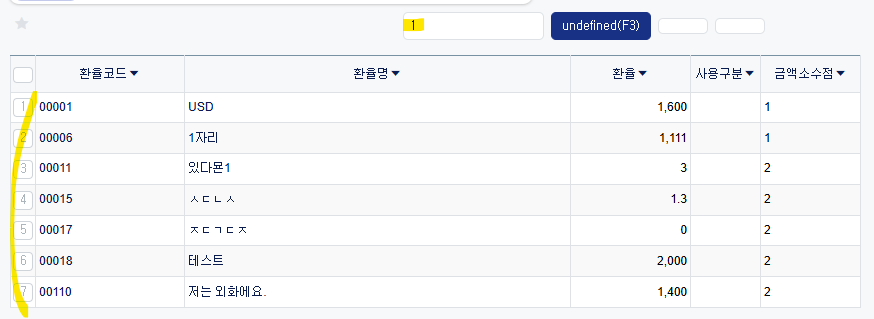 1 undefined(F3)
환율코드▼ 환율명▼ 환율▼ 사용구분▼ 금액소수점▼
1 00001 USD 1,600 1
2 00006 1자리 1,111 1
3 00011 있다몬1 3 2
4 00015 ㅅㄷㄴㅅ 1.3 2
5 00017 ㅈㄷㄱㄷㅈ 0 2
6 00018 테스트 2,000 2
7 00110 저는 외화에요. 1,400 2